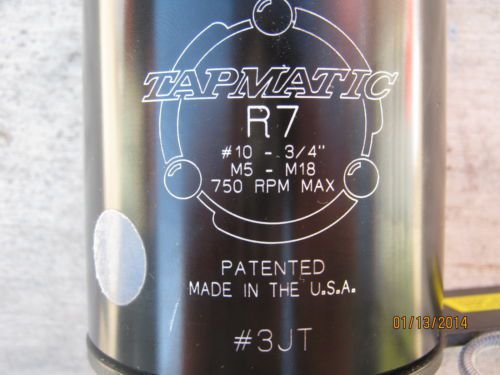 TAPMATIC
R7
#10 - 3/4"
M5 - M18
750 RPM MAX
PATENTED
MADE IN THE U.S.A.
#3JT
01/13/2014